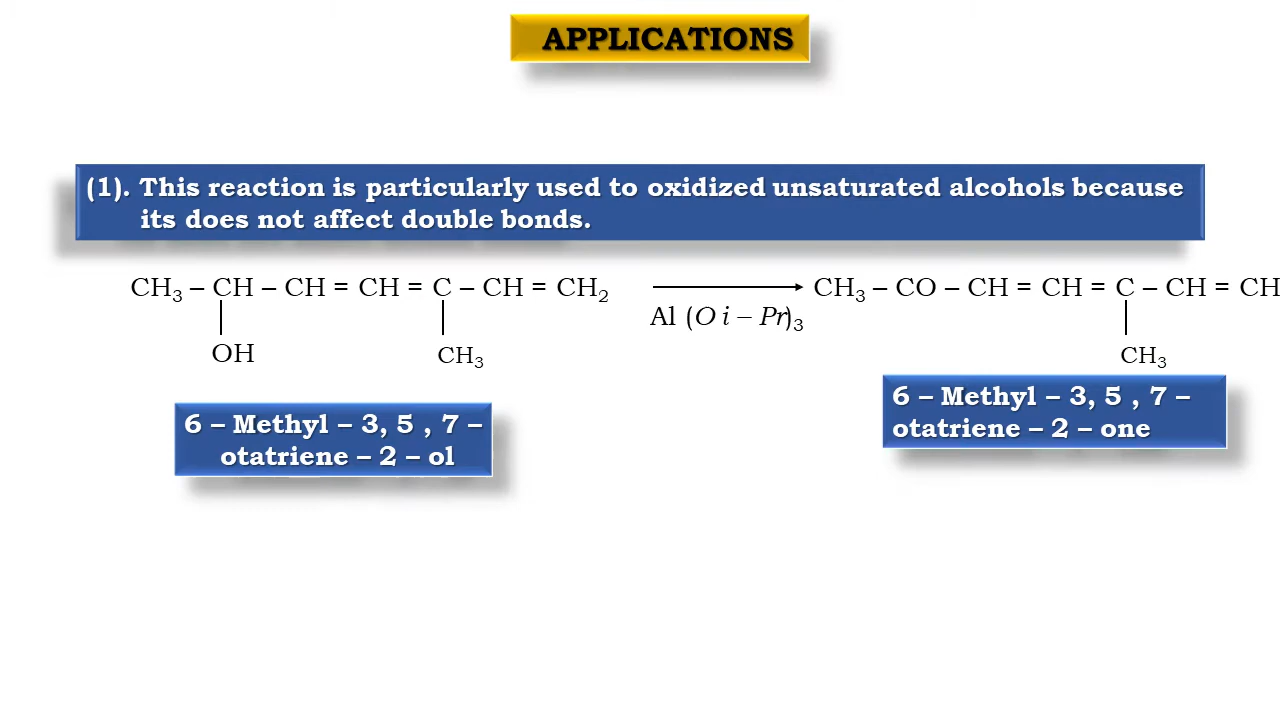 APPLICATIONS
(1). This reaction is particularly used to oxidized unsaturated alcohols because
its does not affect double bonds.
CH₃ – CH – CH = CH = C – CH = CH₂
Al (O i – Pr)₃
CH₃ – CO – CH = CH = C – CH = CH
OH
CH₃
CH₃
6 – Methyl – 3, 5 , 7 –
otatriene – 2 – ol
6 – Methyl – 3, 5 , 7 –
otatriene – 2 – one